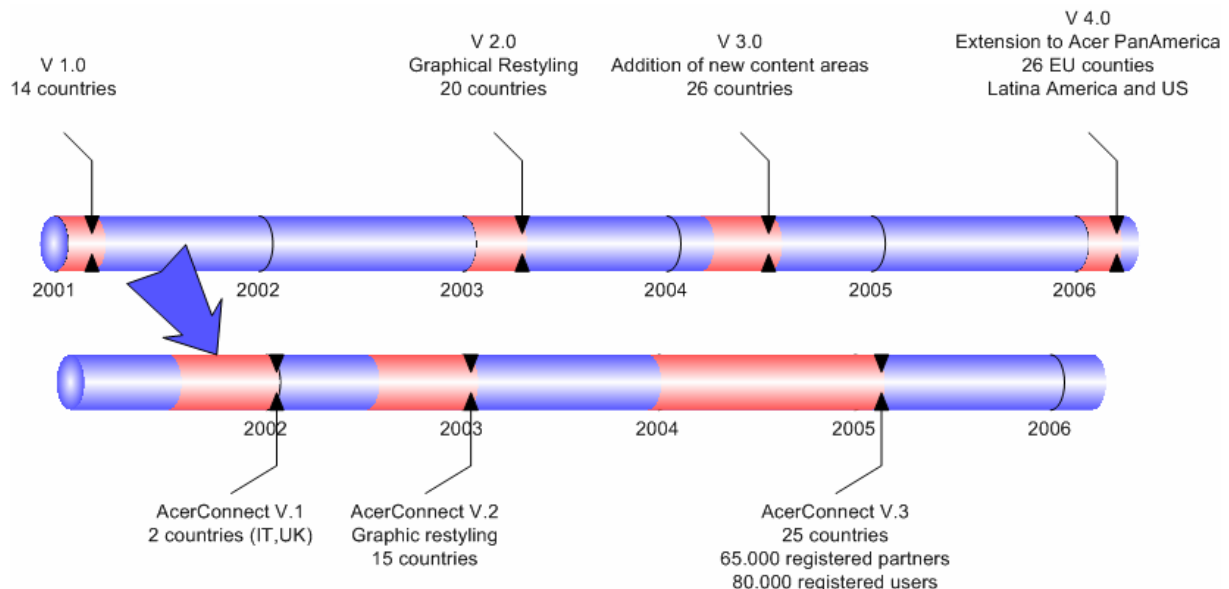 V 1.0
14 countries
V 2.0
Graphical Restyling
20 countries
V 3.0
Addition of new content areas
26 countries
V 4.0
Extension to Acer PanAmerica
26 EU counties
Latina America and US
2001
2002
2003
2004
2005
2006
2002
2003
2004
2005
2006
AcerConnect V.1
2 countries (IT,UK)
AcerConnect V.2
Graphic restyling
15 countries
AcerConnect V.3
25 countries
65.000 registered partners
80.000 registered users